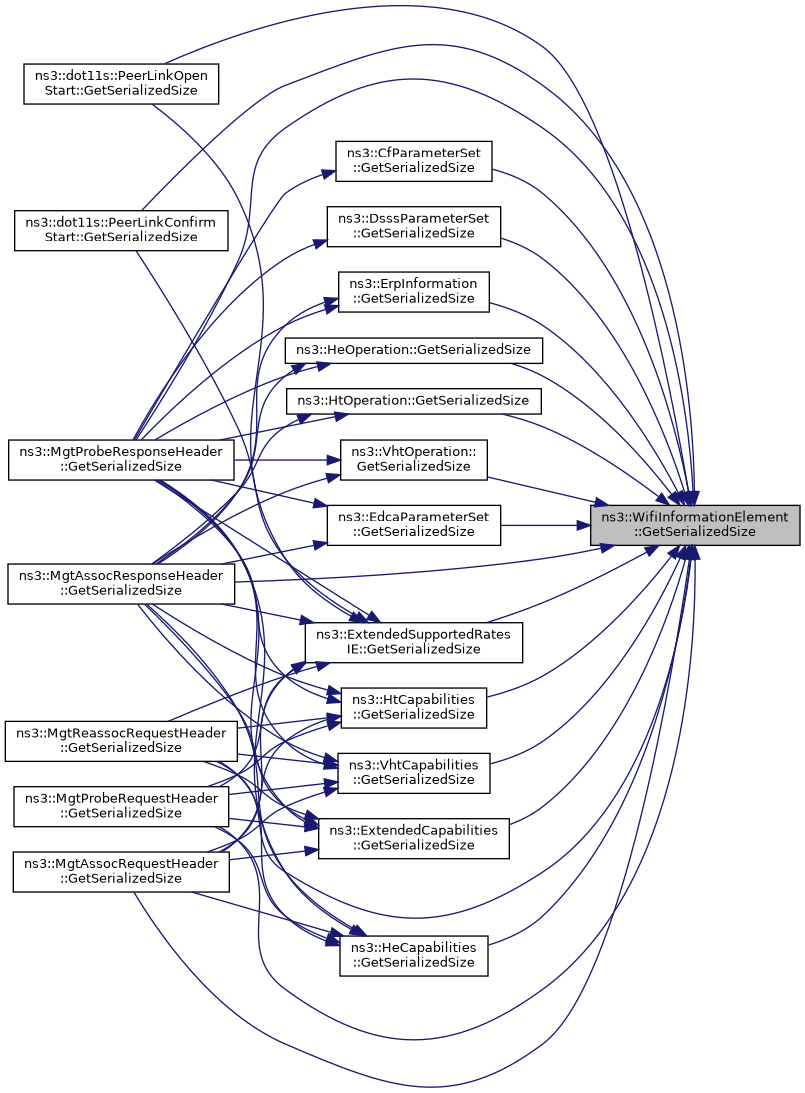 ns3::dot11s::PeerLinkOpen
Start::GetSerializedSize
ns3::CfParameterSet
::GetSerializedSize
ns3::dot11s::PeerLinkConfirm
Start::GetSerializedSize
ns3::DsssParameterSet
::GetSerializedSize
ns3::ErpInformation
::GetSerializedSize
ns3::HeOperation::GetSerializedSize
ns3::HtOperation::GetSerializedSize
ns3::MgtProbeResponseHeader
::GetSerializedSize
ns3::VhtOperation::
GetSerializedSize
ns3::EdcaParameterSet
::GetSerializedSize
ns3::WifiInformationElement
::GetSerializedSize
ns3::MgtAssocResponseHeader
::GetSerializedSize
ns3::ExtendedSupportedRates
IE::GetSerializedSize
ns3::HtCapabilities
::GetSerializedSize
ns3::MgtReassocRequestHeader
::GetSerializedSize
ns3::VhtCapabilities
::GetSerializedSize
ns3::MgtProbeRequestHeader
::GetSerializedSize
ns3::ExtendedCapabilities
::GetSerializedSize
ns3::MgtAssocRequestHeader
::GetSerializedSize
ns3::HeCapabilities
::GetSerializedSize